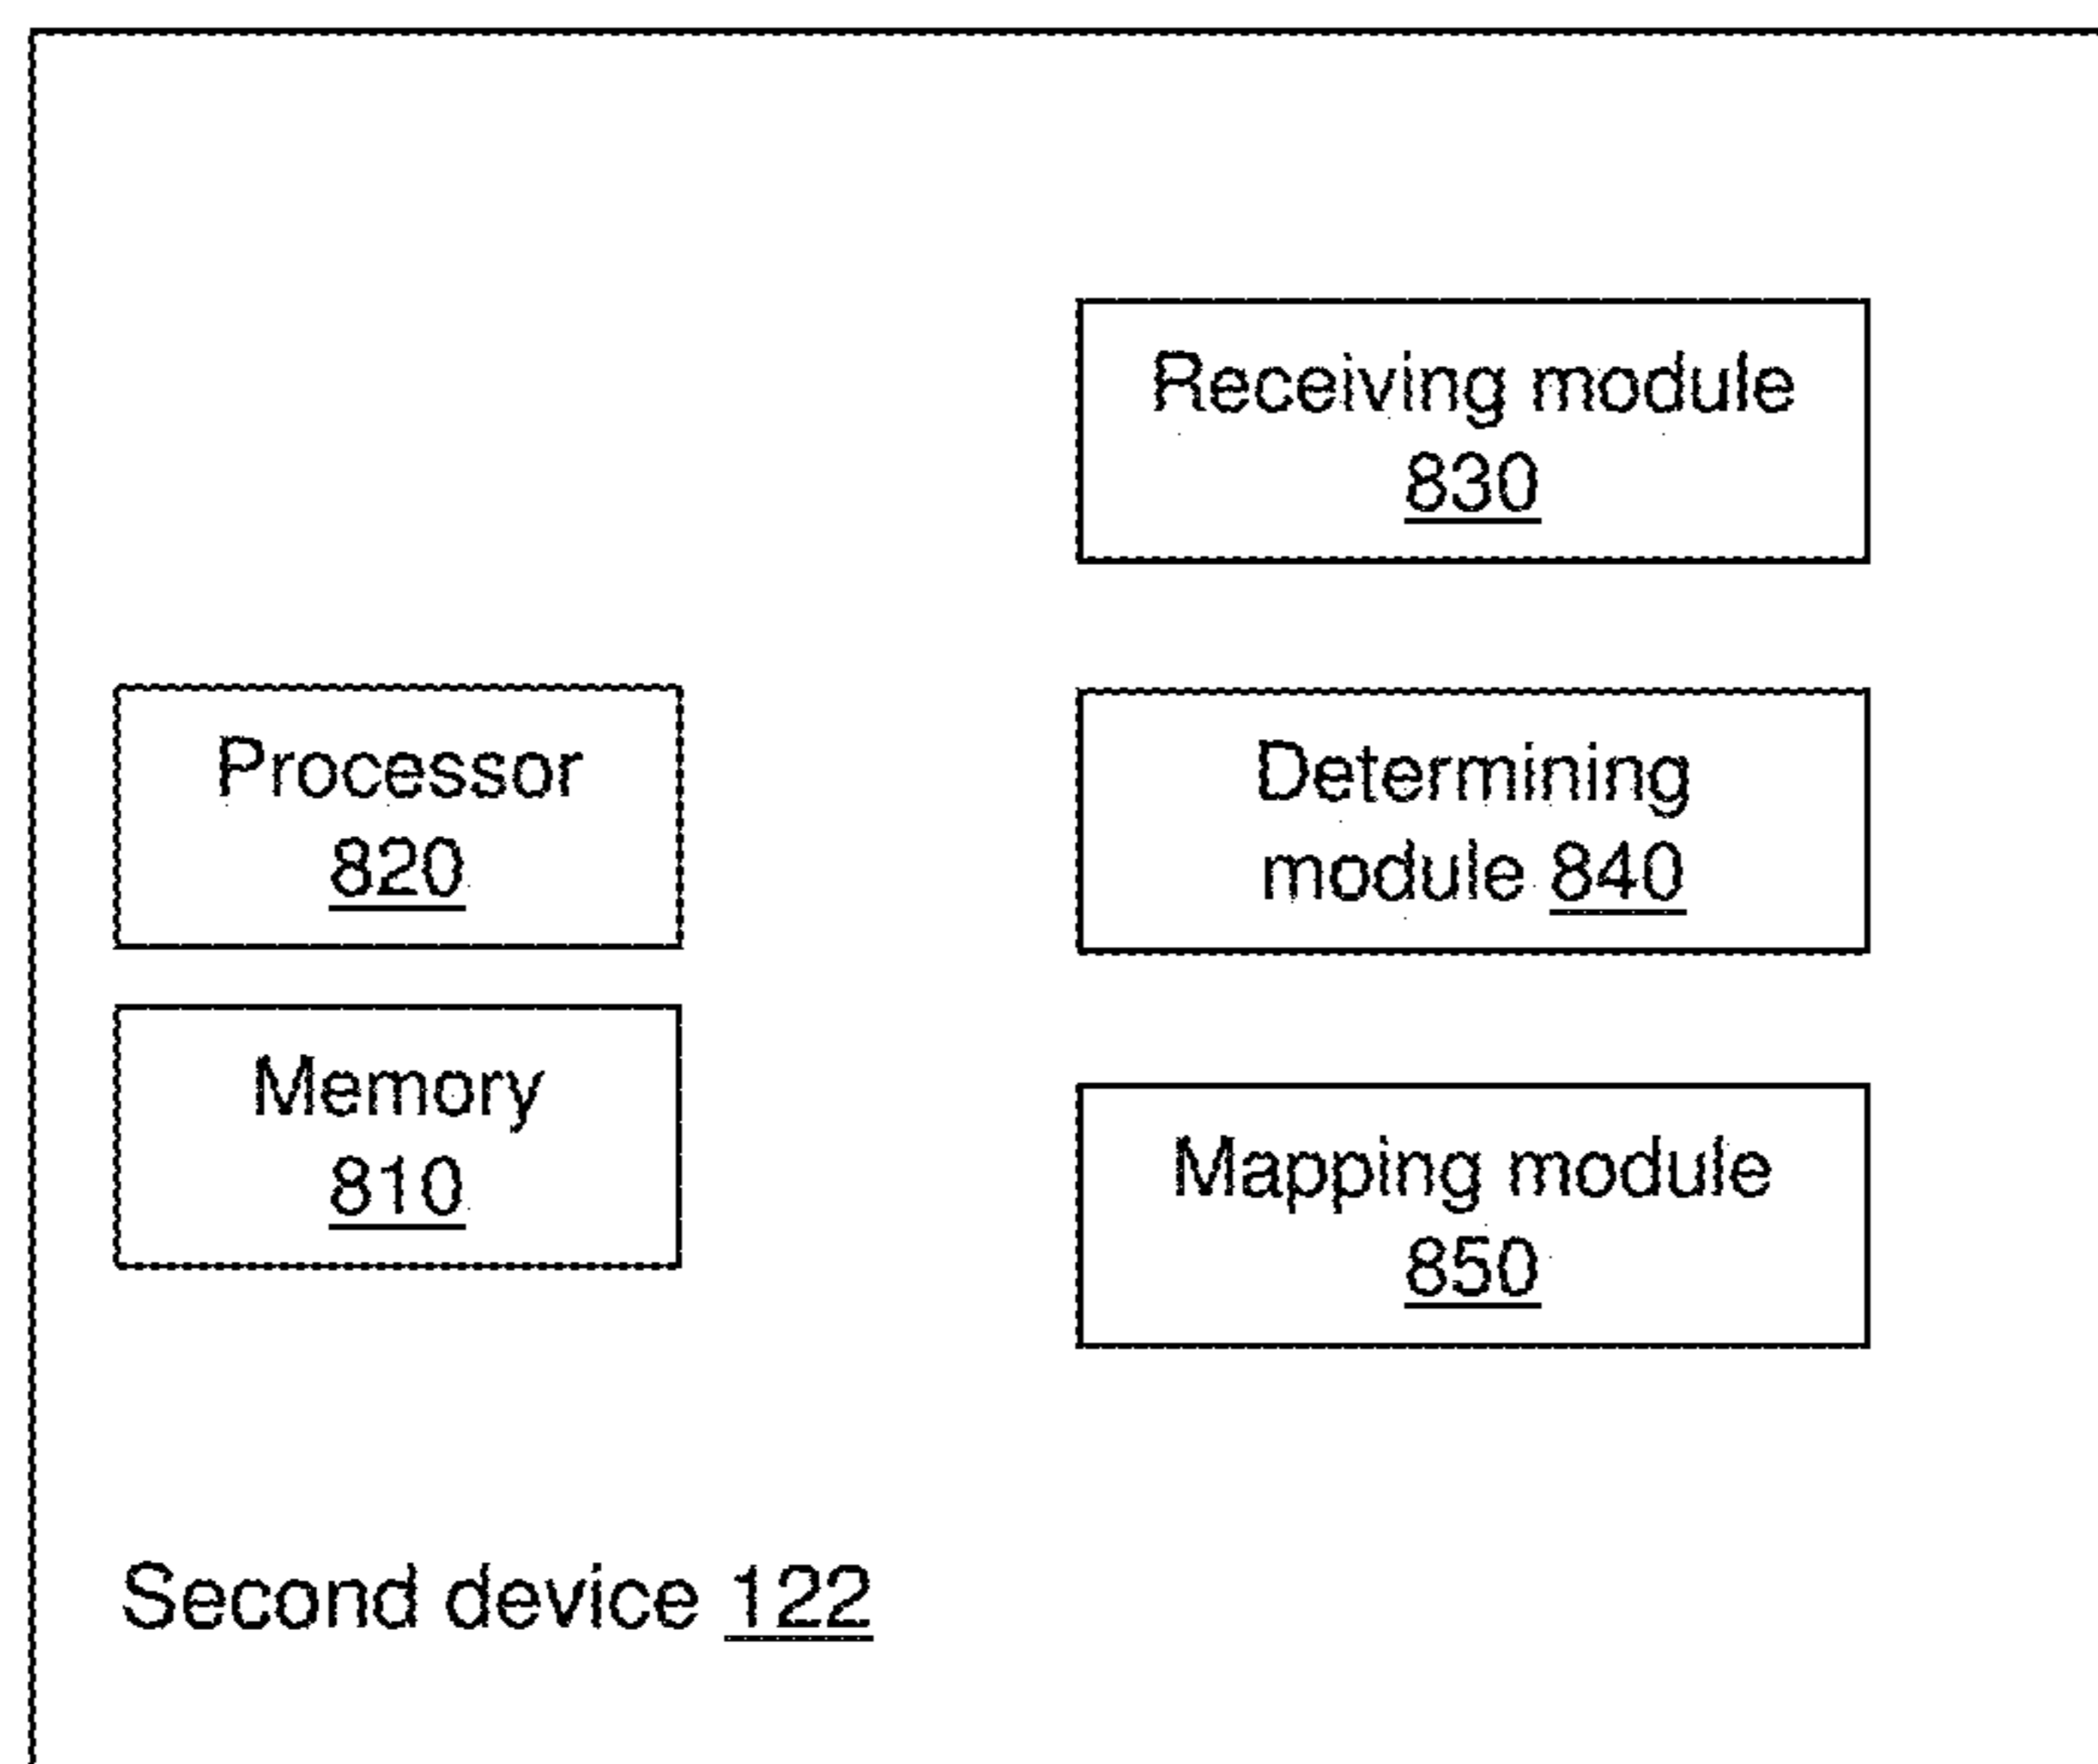 Receiving module
830
Processor
820
Determining
module 840
Memory
810
Mapping module
850
Second device 122